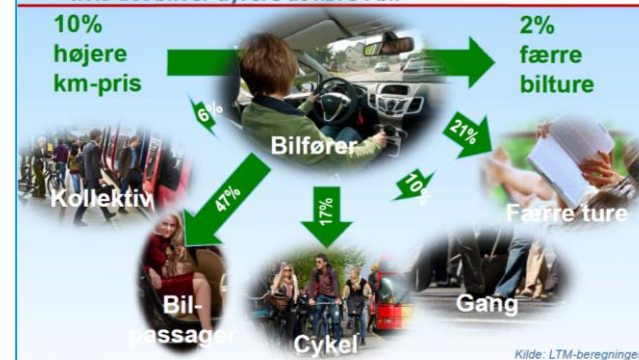 10%
højere
km-pris
2%
færre
bilture
6%
Bilfører
21%
Kollektiv
47%
17%
10%
Færre ture
Bil-
passager
Cykel
Gang
Kilde: LTM-beregninger